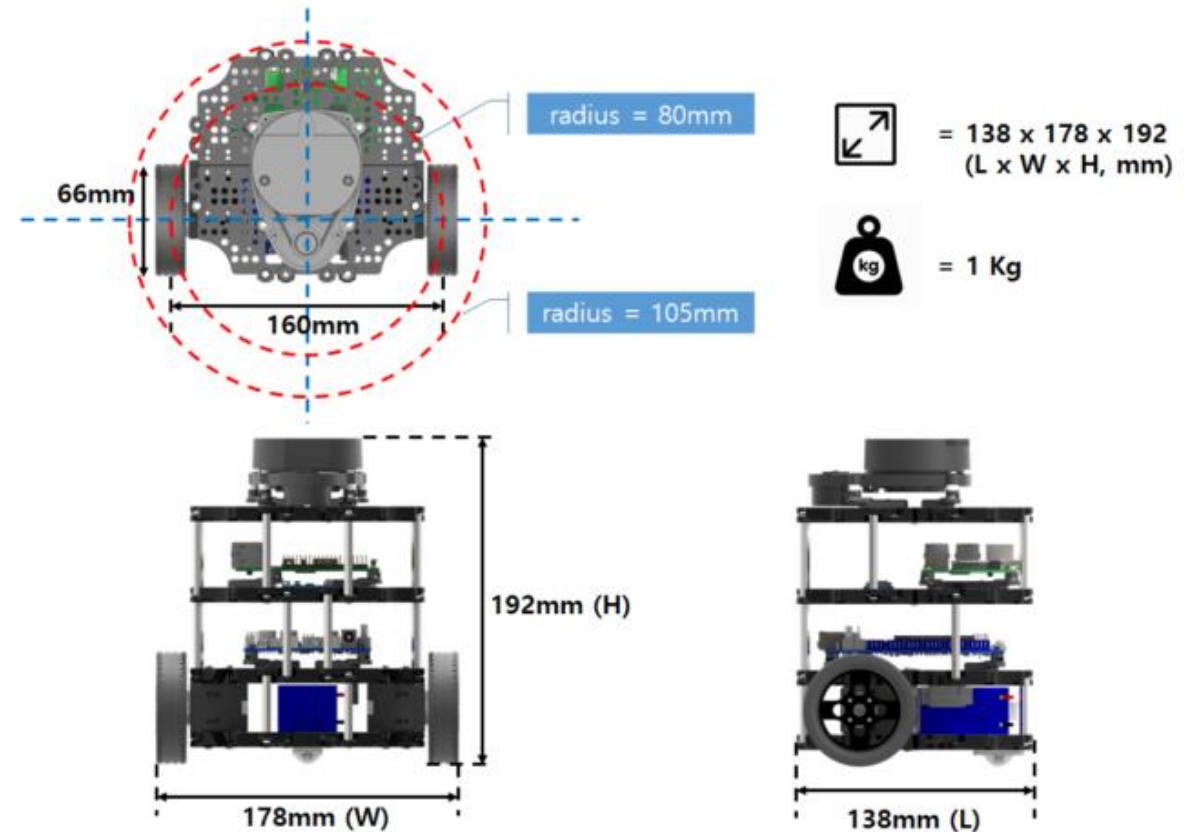 radius = 80mm
= 138 x 178 x 192
(L x W x H, mm)
66mm
kg
= 1 Kg
radius = 105mm
160mm
192mm (H)
178mm (W)
138mm (L)